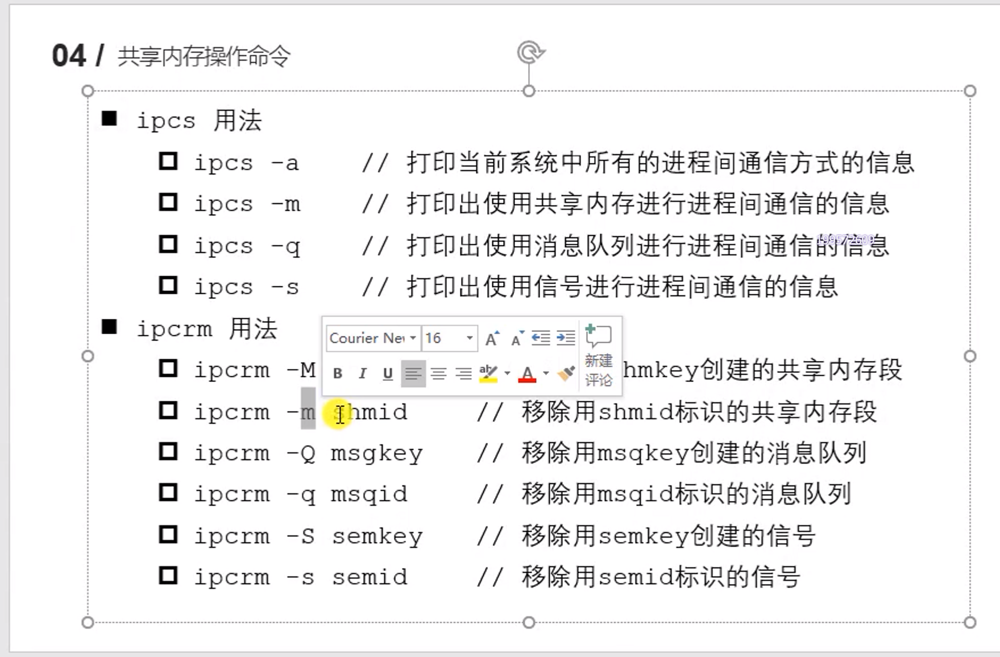 04 / 共享内存操作命令
■ ipcs 用法
ipcs -a // 打印当前系统中所有的进程间通信方式的信息
ipcs -m // 打印出使用共享内存进行进程间通信的信息
ipcs -q // 打印出使用消息队列进行进程间通信的信息
199572609
ipcs -s // 打印出使用信号进行进程间通信的信息
■ ipcrm 用法
Courier New 16
新建
评论
B I U ab A
ipcrm -M hmkey创建的共享内存段
ipcrm -m shmid // 移除用shmid标识的共享内存段
ipcrm -Q msgkey // 移除用msqkey创建的消息队列
ipcrm -q msqid // 移除用msqid标识的消息队列
ipcrm -S semkey // 移除用semkey创建的信号
ipcrm -s semid // 移除用semid标识的信号